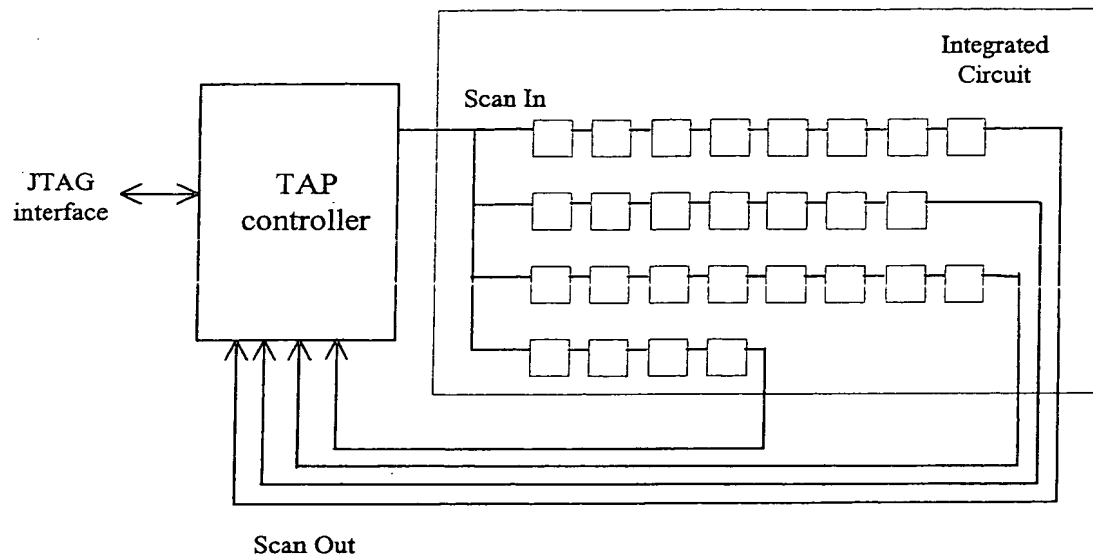 Integrated
Circuit
Scan In
JTAG
interface
TAP
controller
Scan Out